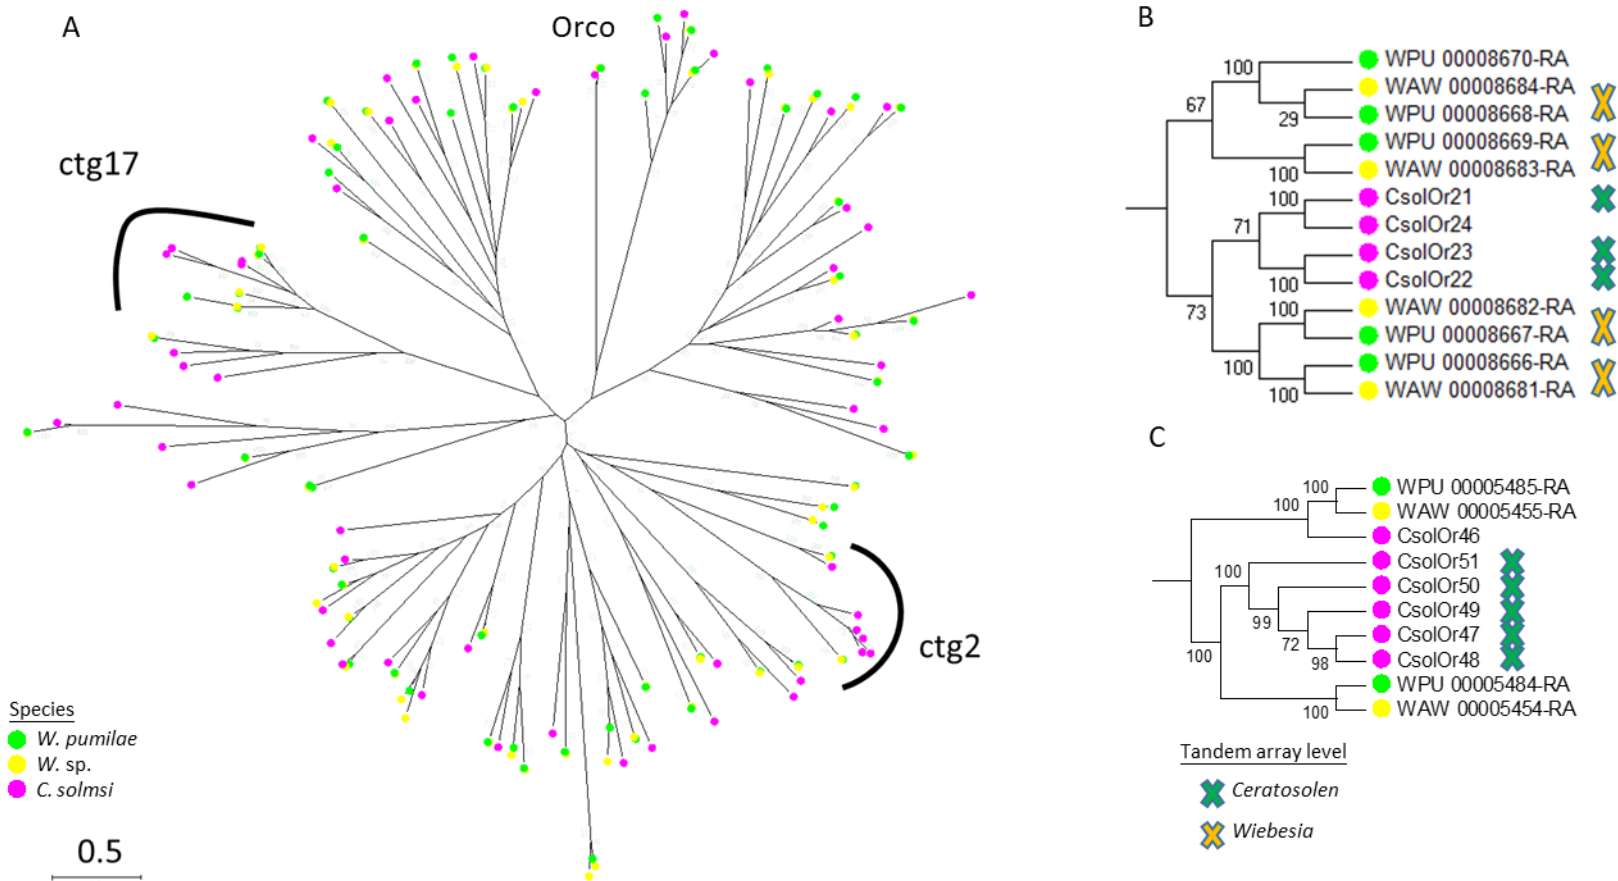 A
Orco
ctg17
ctg2
Species
W. pumilae
W. sp.
C. solmsi
0.5
B
WPU 00008670-RA
WAW 00008684-RA
WPU 00008668-RA
WPU 00008669-RA
WAW 00008683-RA
CsolOr21
CsolOr24
CsolOr23
CsolOr22
WAW 00008682-RA
WPU 00008667-RA
WPU 00008666-RA
WAW 00008681-RA
100
67
29
100
100
71
100
73
100
100
100
C
WPU 00005485-RA
WAW 00005455-RA
CsolOr46
CsolOr51
CsolOr50
CsolOr49
CsolOr47
CsolOr48
WPU 00005484-RA
WAW 00005454-RA
100
100
100
99
72
98
100
100
Tandem array level
Ceratosolen
Wiebesia